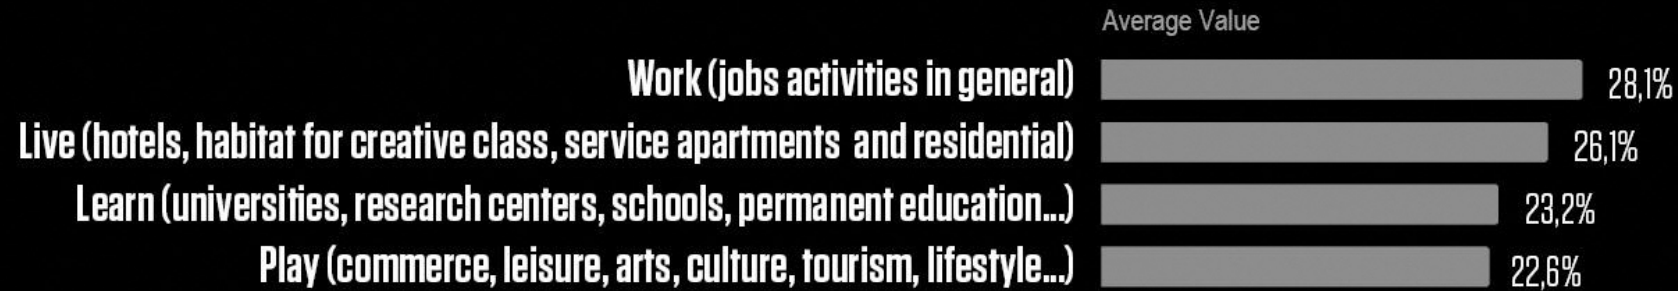 Average Value
Work (jobs activities in general) 28,1%
Live (hotels, habitat for creative class, service apartments and residential) 26,1%
Learn (universities, research centers, schools, permanent education...) 23,2%
Play (commerce, leisure, arts, culture, tourism, lifestyle...) 22,6%